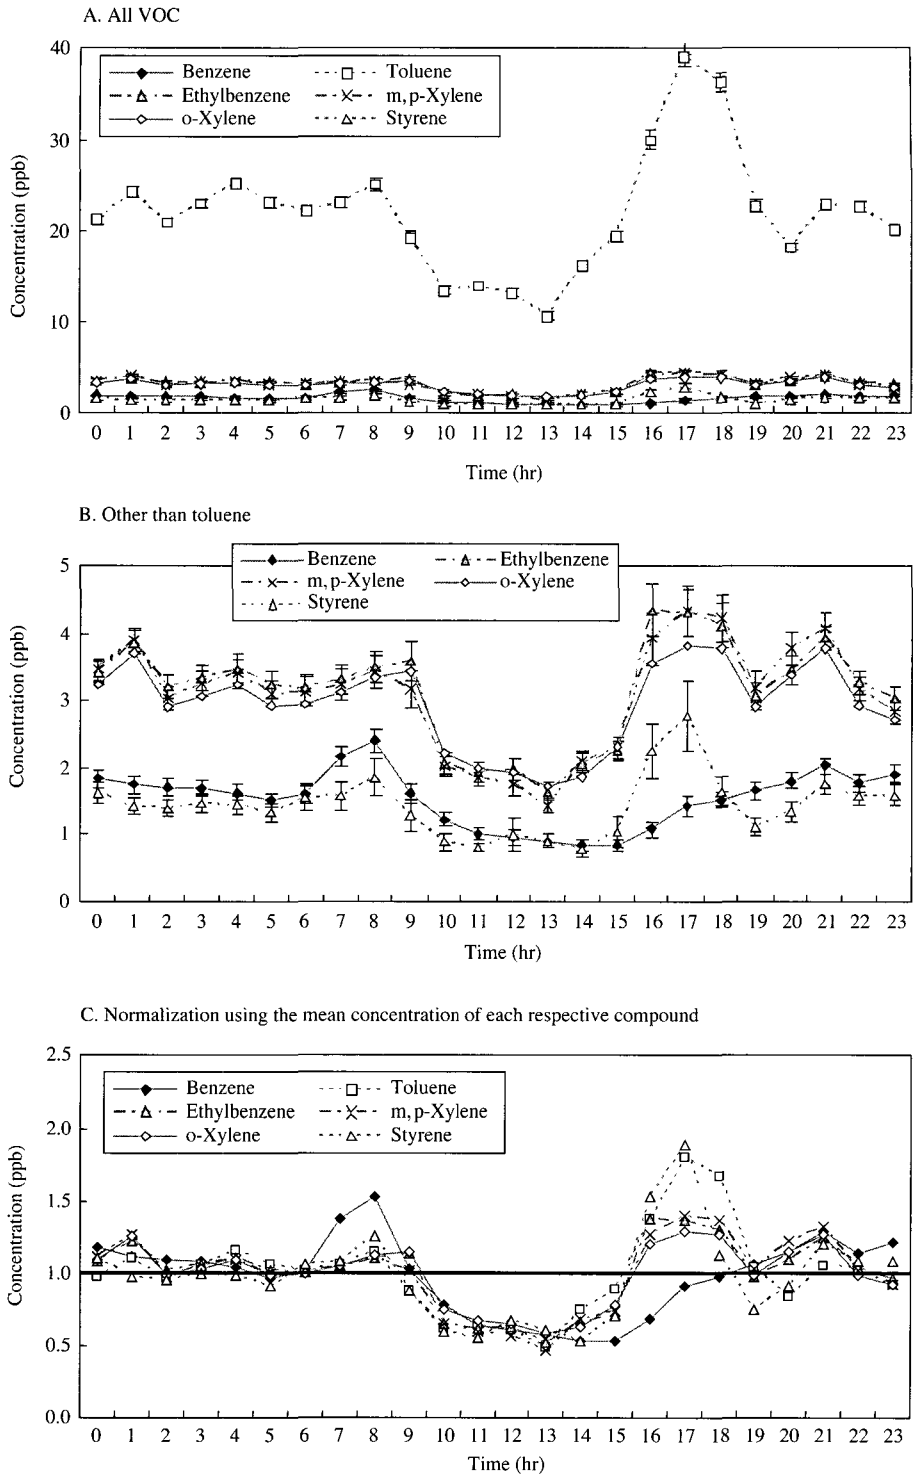 A. All VOC
Benzene Toluene
Ethylbenzene m, p-Xylene
o-Xylene Styrene
Concentration (ppb)
40
30
20
10
0
0 1 2 3 4 5 6 7 8 9 10 11 12 13 14 15 16 17 18 19 20 21 22 23
Time (hr)
B. Other than toluene
Benzene Ethylbenzene
m, p-Xylene o-Xylene
Styrene
Concentration (ppb)
5
4
3
2
1
0
0 1 2 3 4 5 6 7 8 9 10 11 12 13 14 15 16 17 18 19 20 21 22 23
Time (hr)
C. Normalization using the mean concentration of each respective compound
Benzene Toluene
Ethylbenzene m, p-Xylene
o-Xylene Styrene
Concentration (ppb)
2.5
2.0
1.5
1.0
0.5
0.0
0 1 2 3 4 5 6 7 8 9 10 11 12 13 14 15 16 17 18 19 20 21 22 23
Time (hr)